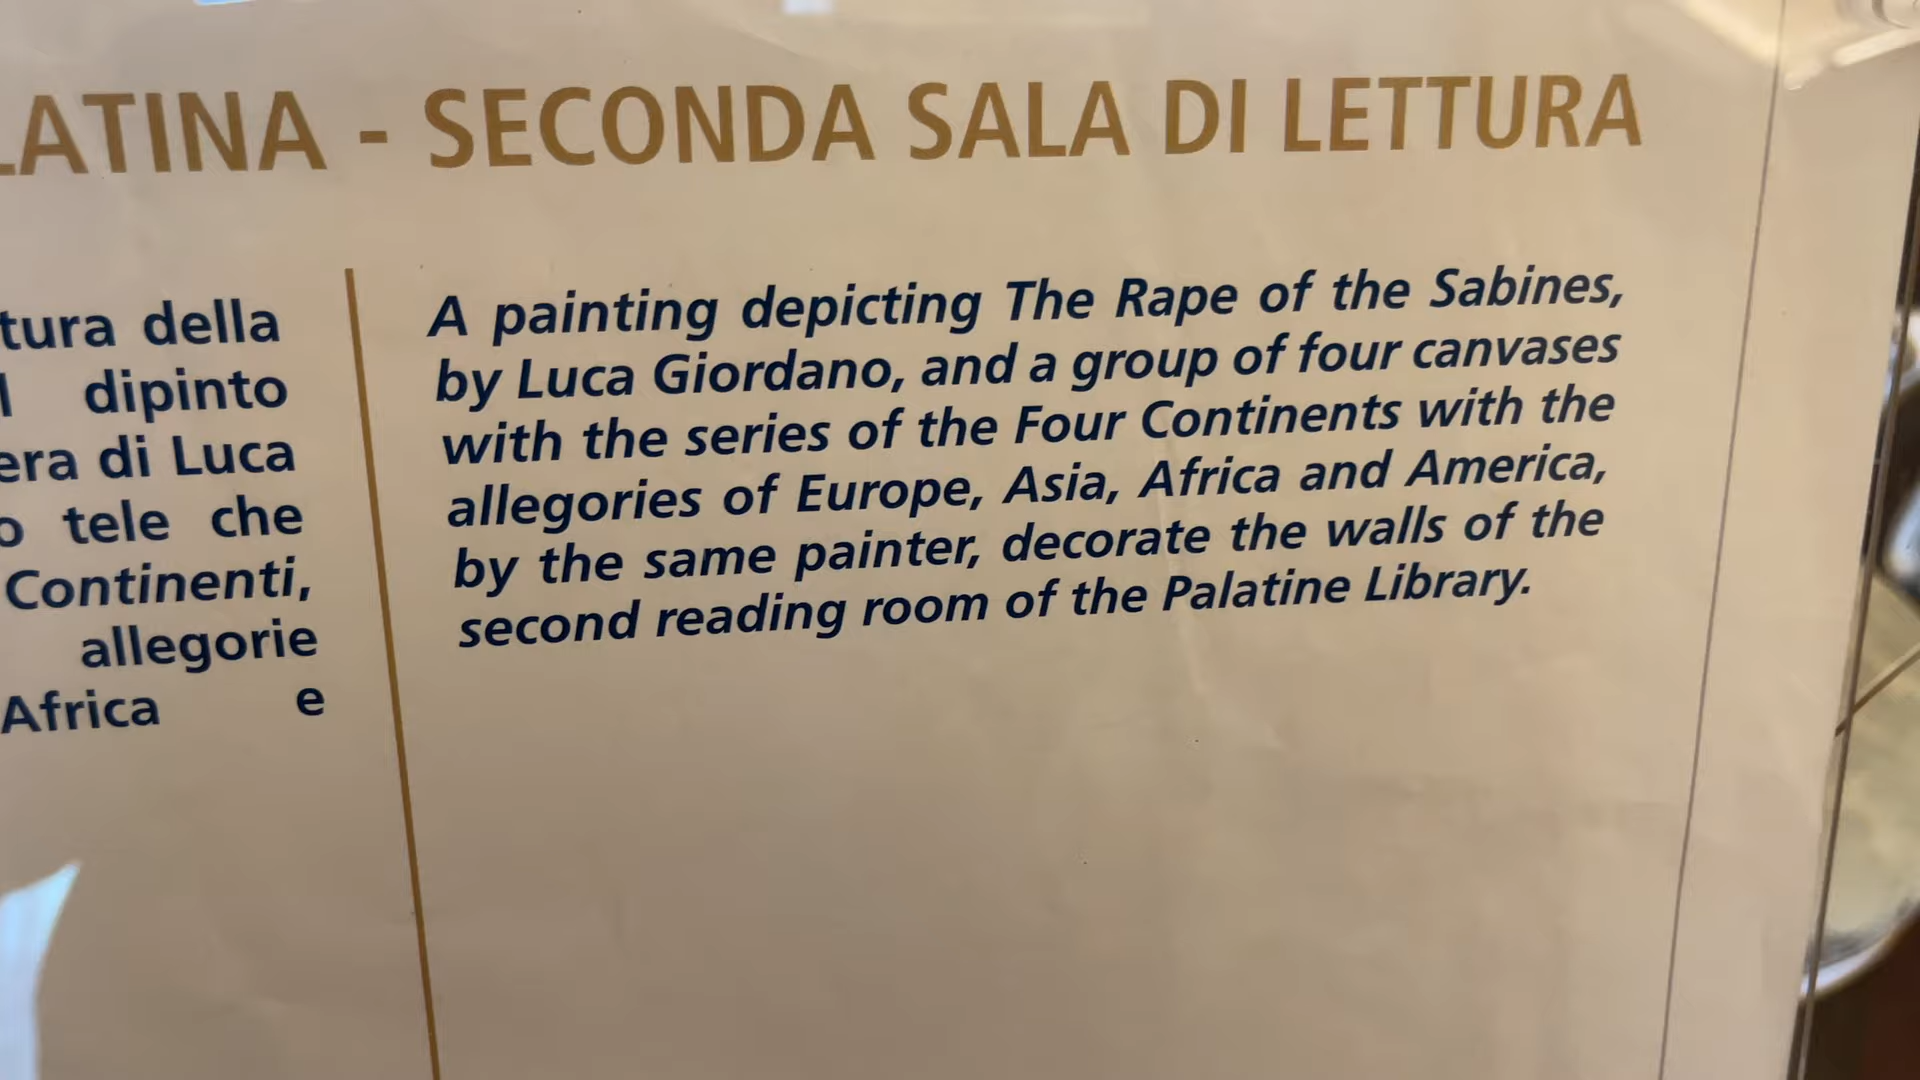 LATINA - SECONDA SALA DI LETTURA
tura della
dipinto
era di Luca
o tele che
Continenti,
allegorie
Africa e
A painting depicting The Rape of the Sabines,
by Luca Giordano, and a group of four canvases
with the series of the Four Continents with the
allegories of Europe, Asia, Africa and America,
by the same painter, decorate the walls of the
second reading room of the Palatine Library.